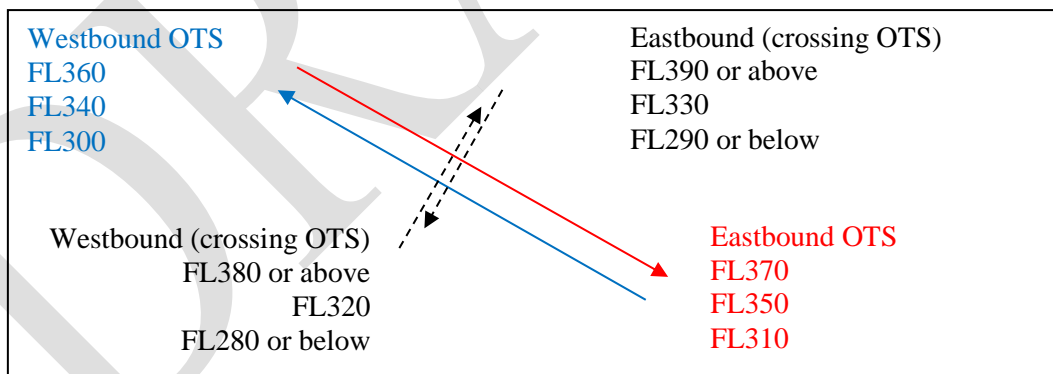 Westbound OTS
FL360
FL340
FL300
Eastbound (crossing OTS)
FL390 or above
FL330
FL290 or below
Westbound (crossing OTS)
FL380 or above
FL320
FL280 or below
Eastbound OTS
FL370
FL350
FL310